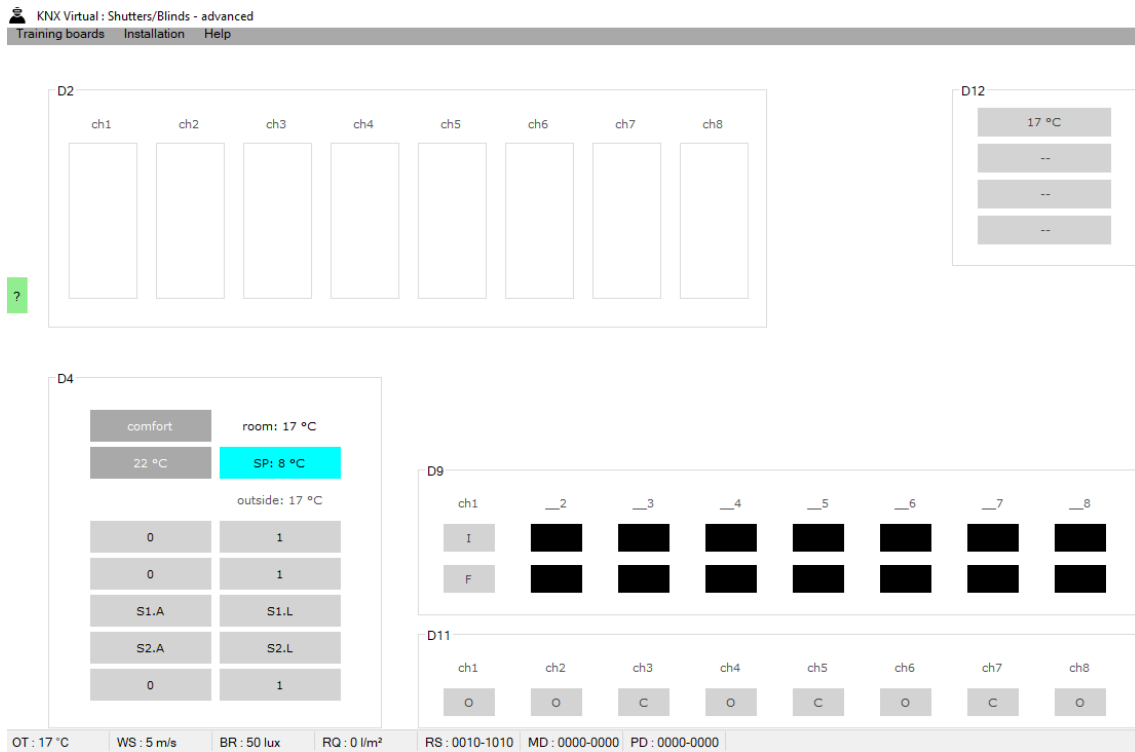 KNX Virtual : Shutters/Blinds - advanced
Training boards Installation Help
D2
ch1 ch2 ch3 ch4 ch5 ch6 ch7 ch8
D12
17 °C
--
--
--
?
D4
comfort room: 17 °C
22 °C SP: 8 °C
outside: 17 °C
0 1
0 1
S1.A S1.L
S2.A S2.L
0 1
D9
ch1 __2 __3 __4 __5 __6 __7 __8
I
F
D11
ch1 ch2 ch3 ch4 ch5 ch6 ch7 ch8
O O C O C O C O
OT : 17 °C WS : 5 m/s BR : 50 lux RQ : 0 l/m² RS : 0010-1010 MD : 0000-0000 PD : 0000-0000